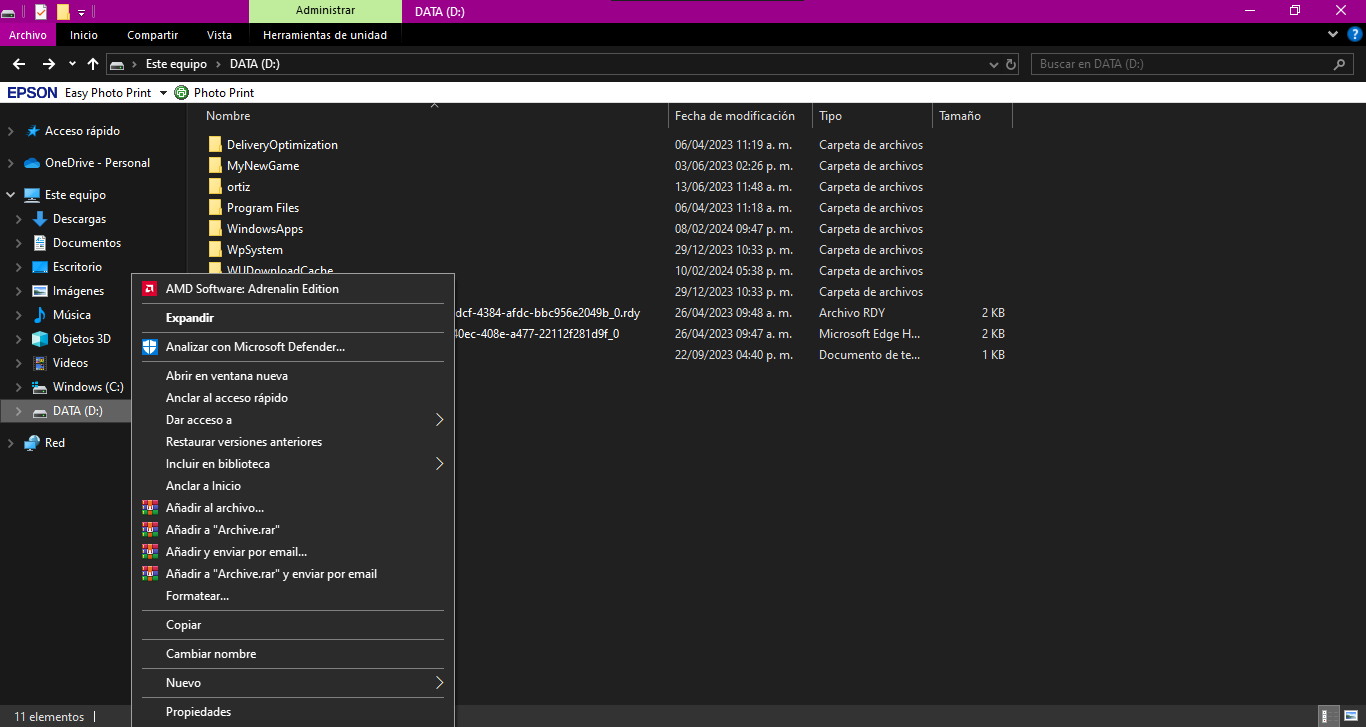 Administrar
DATA (D:)
Archivo Inicio Compartir Vista Herramientas de unidad
Este equipo DATA (D:)
Buscar en DATA (D:)
EPSON Easy Photo Print Photo Print
Nombre Fecha de modificación Tipo Tamaño
Acceso rápido
OneDrive - Personal
Este equipo
Descargas
Documentos
Escritorio
Imágenes
Música
Objetos 3D
Videos
Windows (C:)
DATA (D:)
Red
DeliveryOptimization 06/04/2023 11:19 a. m. Carpeta de archivos
MyNewGame 03/06/2023 02:26 p. m. Carpeta de archivos
ortiz 13/06/2023 11:48 a. m. Carpeta de archivos
Program Files 06/04/2023 11:18 a. m. Carpeta de archivos
WindowsApps 08/02/2024 09:47 p. m. Carpeta de archivos
WpSystem 29/12/2023 10:33 p. m. Carpeta de archivos
WUDownloadCache 10/02/2024 05:38 p. m. Carpeta de archivos
29/12/2023 10:33 p. m. Carpeta de archivos
dcf-4384-afdc-bbc956e2049b_0.rdy 26/04/2023 09:48 a. m. Archivo RDY 2 KB
40ec-408e-a477-22112f281d9f_0 26/04/2023 09:47 a. m. Microsoft Edge H... 2 KB
22/09/2023 04:40 p. m. Documento de te... 1 KB
AMD Software: Adrenalin Edition
Expandir
Analizar con Microsoft Defender...
Abrir en ventana nueva
Anclar al acceso rápido
Dar acceso a
Restaurar versiones anteriores
Incluir en biblioteca
Anclar a Inicio
Añadir al archivo...
Añadir a "Archive.rar"
Añadir y enviar por email...
Añadir a "Archive.rar" y enviar por email
Formatear...
Copiar
Cambiar nombre
Nuevo
Propiedades
11 elementos